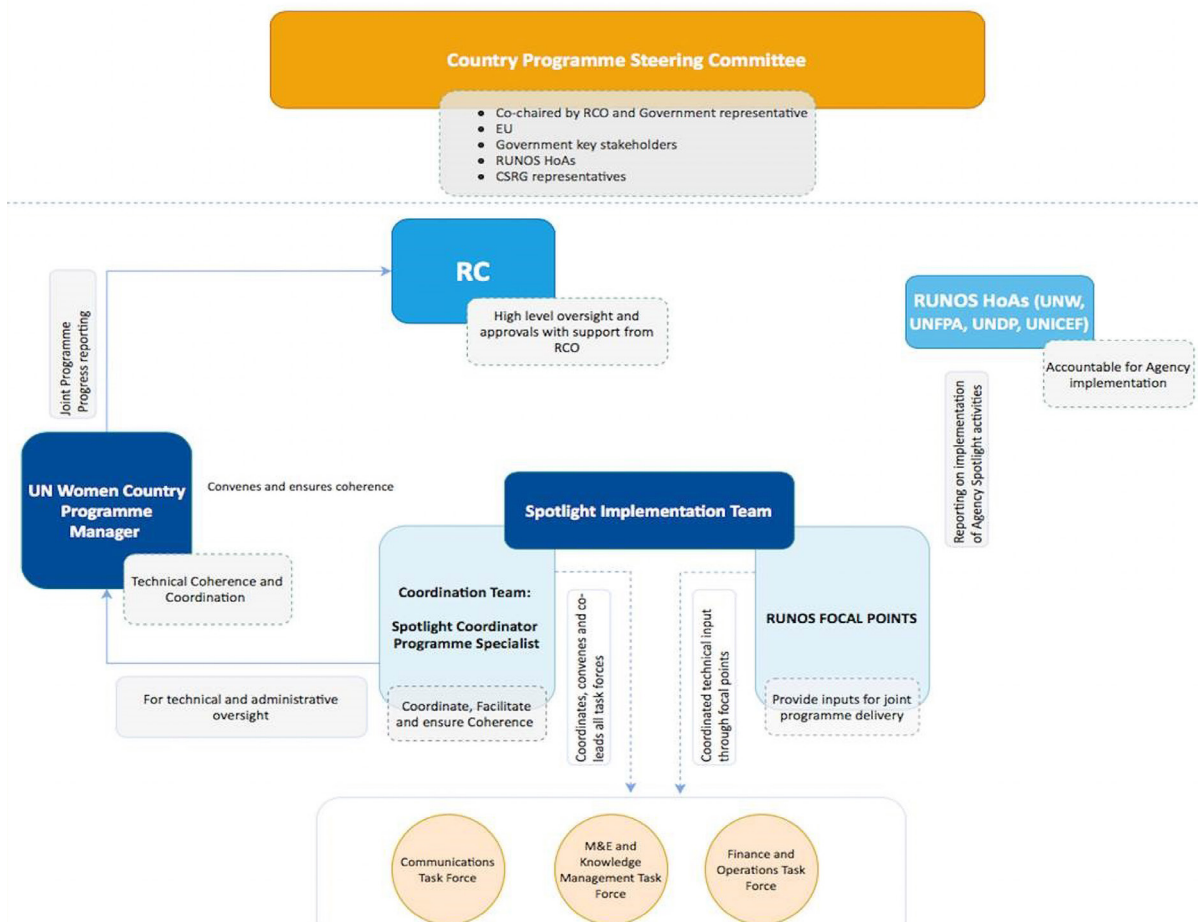 Country Programme Steering Committee
• Co-chaired by RCO and Government representative
• EU
• Government key stakeholders
• RUNOS HoAs
• CSRG representatives
RC
High level oversight and
approvals with support from
RCO
RUNOS HoAs (UNW,
UNFPA, UNDP, UNICEF)
Accountable for Agency
implementation
Joint Programme
Progress reporting
Reporting on implementation
of Agency Spotlight activities
UN Women Country
Programme
Manager
Technical Coherence and
Coordination
Convenes and ensures coherence
Spotlight Implementation Team
Coordination Team:
Spotlight Coordinator
Programme Specialist
Coordinate, Facilitate
and ensure Coherence
For technical and administrative
oversight
Coordinates, convenes and co-
leads all task forces
Coordinated technical input
through focal points
RUNOS FOCAL POINTS
Provide inputs for joint
programme delivery
Communications
Task Force
M&E and
Knowledge
Management Task
Force
Finance and
Operations Task
Force